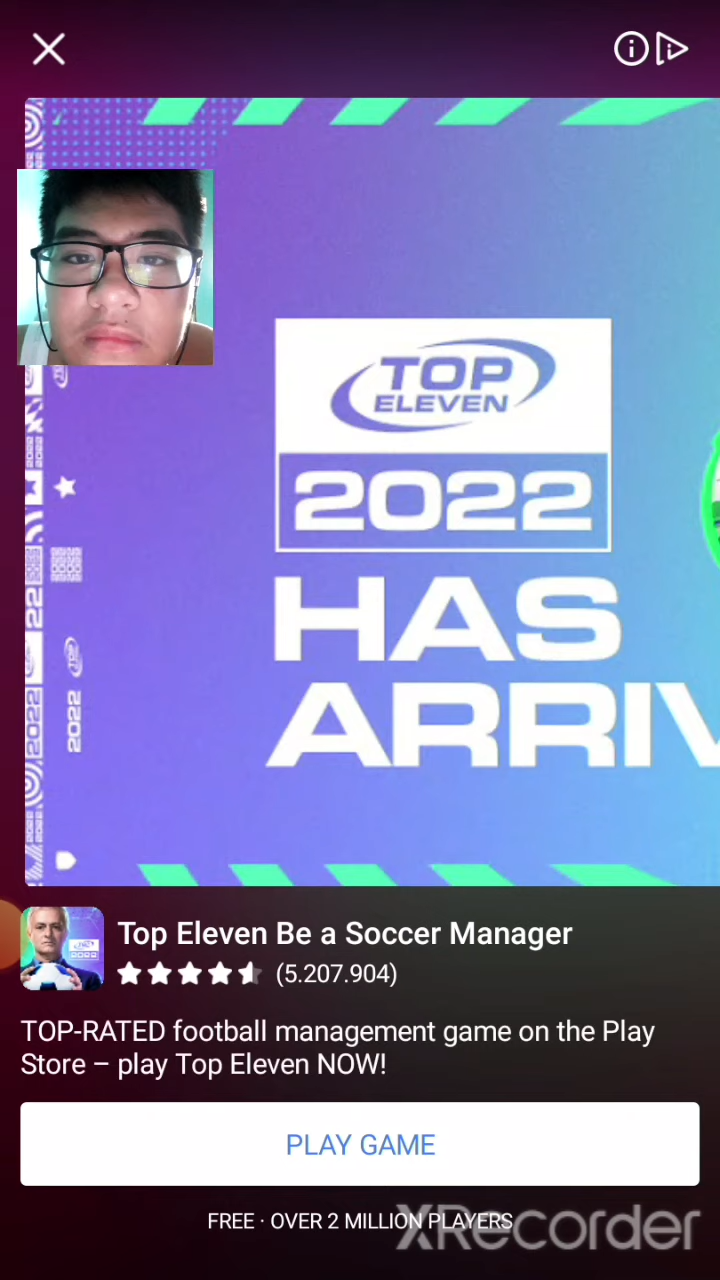 TOP
ELEVEN
2022
HAS
ARRIV
2022
Top Eleven Be a Soccer Manager
(5.207.904)
TOP-RATED football management game on the Play
Store – play Top Eleven NOW!
PLAY GAME
FREE · OVER 2 MILLION PLAYERS
XRecorder